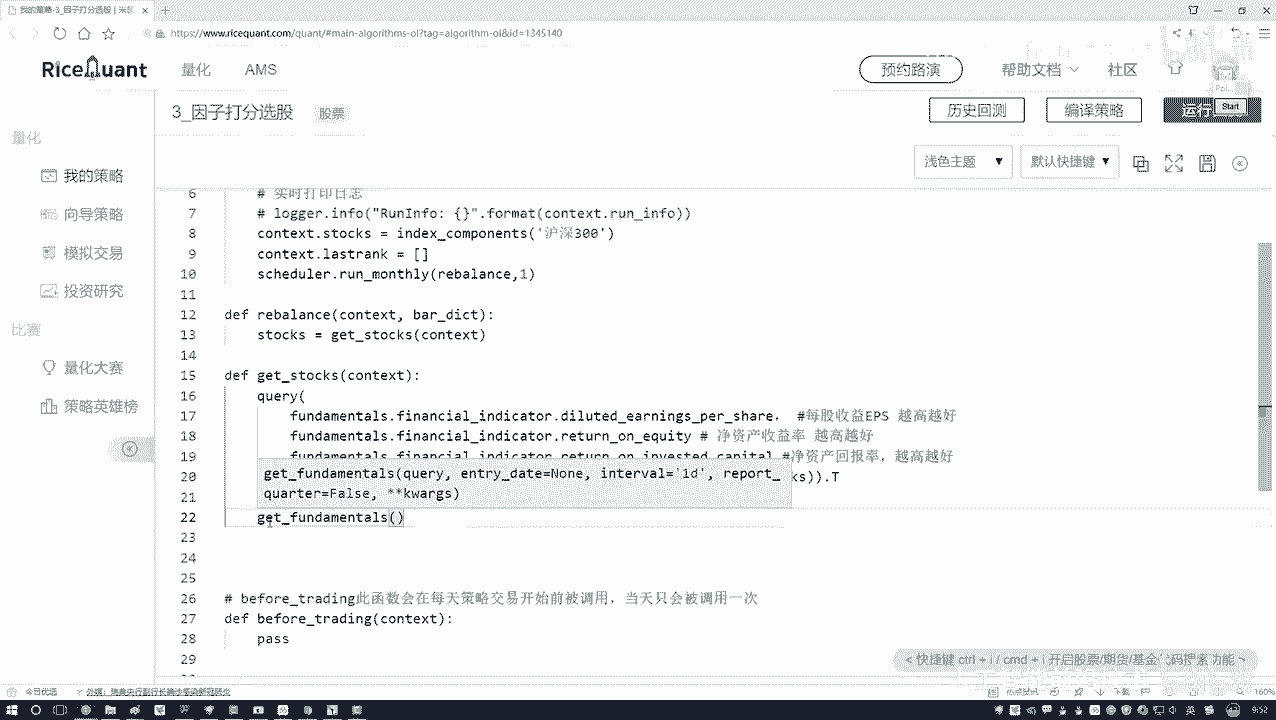 我的策略-3_因子打分选股 | 米
https://www.ricequant.com/quant/#main-algorithms-ol?tag=algorithm-ol&id=1345140
RiceQuant
量化
AMS
预约路演
帮助文档
社区
3_因子打分选股
股票
历史回测
编译策略
Start
量化
我的策略
向导策略
模拟交易
投资研究
比赛
量化大赛
策略英雄榜
浅色主题 ▼
默认快捷键 ▼
6 # 实时打印日志
7 # logger.info("RunInfo: {}".format(context.run_info))
8 context.stocks = index_components('沪深300')
9 context.lastrank = []
10 scheduler.run_monthly(rebalance,1)
11
12 def rebalance(context, bar_dict):
13 stocks = get_stocks(context)
14
15 def get_stocks(context):
16 query(
17 fundamentals.financial_indicator.diluted_earnings_per_share, #每股收益EPS 越高越好
18 fundamentals.financial_indicator.return_on_equity # 净资产收益率 越高越好
19 fundamentals.financial_indicator.return_on_invested_capital #净资产回报率，越高越好
20 ks)).T
get_fundamentals(query, entry_date=None, interval='1d', report_
quarter=False, **kwargs)
21
22 get_fundamentals()
23
24
25
26 # before_trading此函数会在每天策略交易开始前被调用，当天只会被调用一次
27 def before_trading(context):
28 pass
29
< 快捷键 ctrl + i / cmd + i 开启股票/期货/基金
今日优选
下载
160%
英
9:52